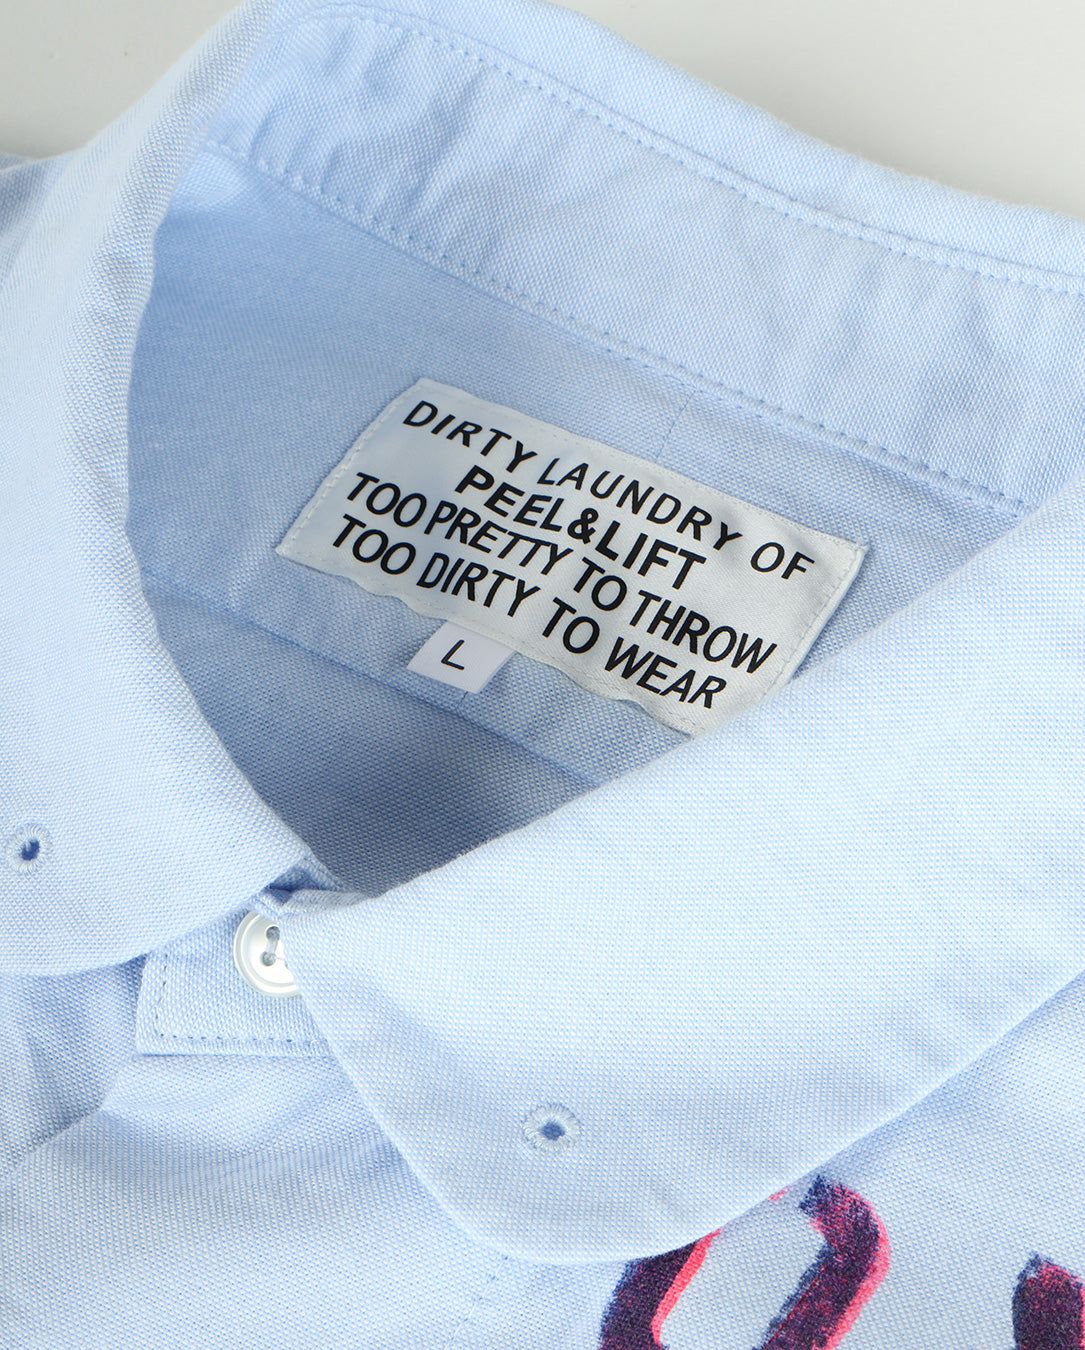 DIRTY LAUNDRY OF
PEEL&LIFT
TOO PRETTY TO THROW
TOO DIRTY TO WEAR
L